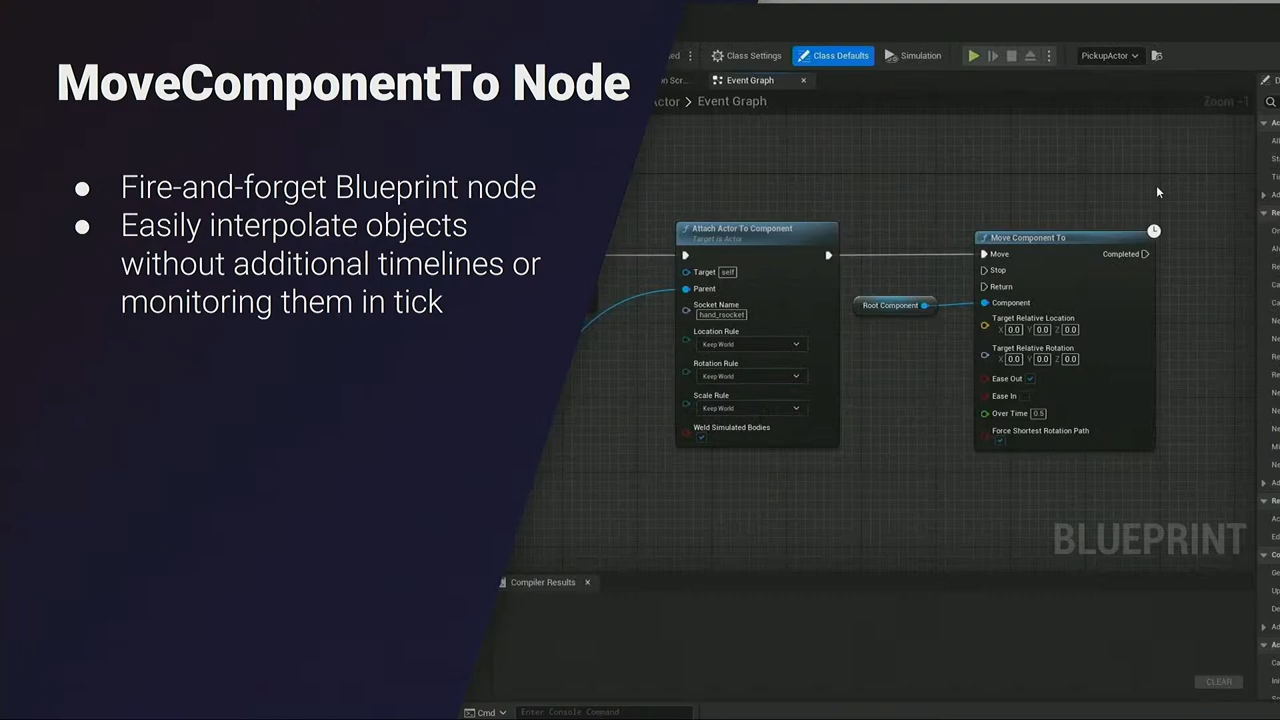 MoveComponentTo Node
● Fire-and-forget Blueprint node
● Easily interpolate objects
without additional timelines or
monitoring them in tick
Class Settings
Class Defaults
Simulation
PickupActor
Event Graph
Event Graph
Zoom -1
Attach Actor To Component
Target is Actor
Target self
Parent
Socket Name
hand_rsocket
Location Rule
Keep World
Rotation Rule
Keep World
Scale Rule
Keep World
Weld Simulated Bodies
Root Component
Move Component To
Move Completed
Stop
Return
Component
Target Relative Location
X 0.0 Y 0.0 Z 0.0
Target Relative Rotation
X 0.0 Y 0.0 Z 0.0
Ease Out
Ease In
Over Time 0.5
Force Shortest Rotation Path
BLUEPRINT
Compiler Results
CLEAR
Cmd
Enter Console Command